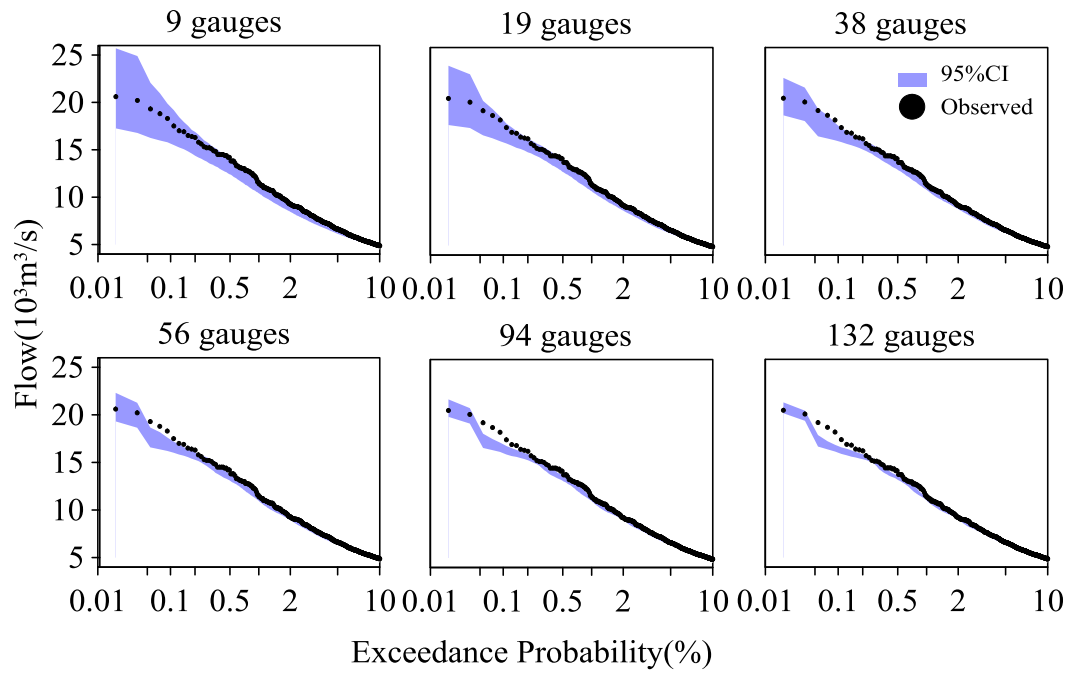 9 gauges
19 gauges
38 gauges
25
20
15
10
5
95%CI
Observed
0.01 0.1 0.5 2 10
0.01 0.1 0.5 2 10
0.01 0.1 0.5 2 10
Flow(10³m³/s)
56 gauges
94 gauges
132 gauges
25
20
15
10
5
0.01 0.1 0.5 2 10
0.01 0.1 0.5 2 10
0.01 0.1 0.5 2 10
Exceedance Probability(%)